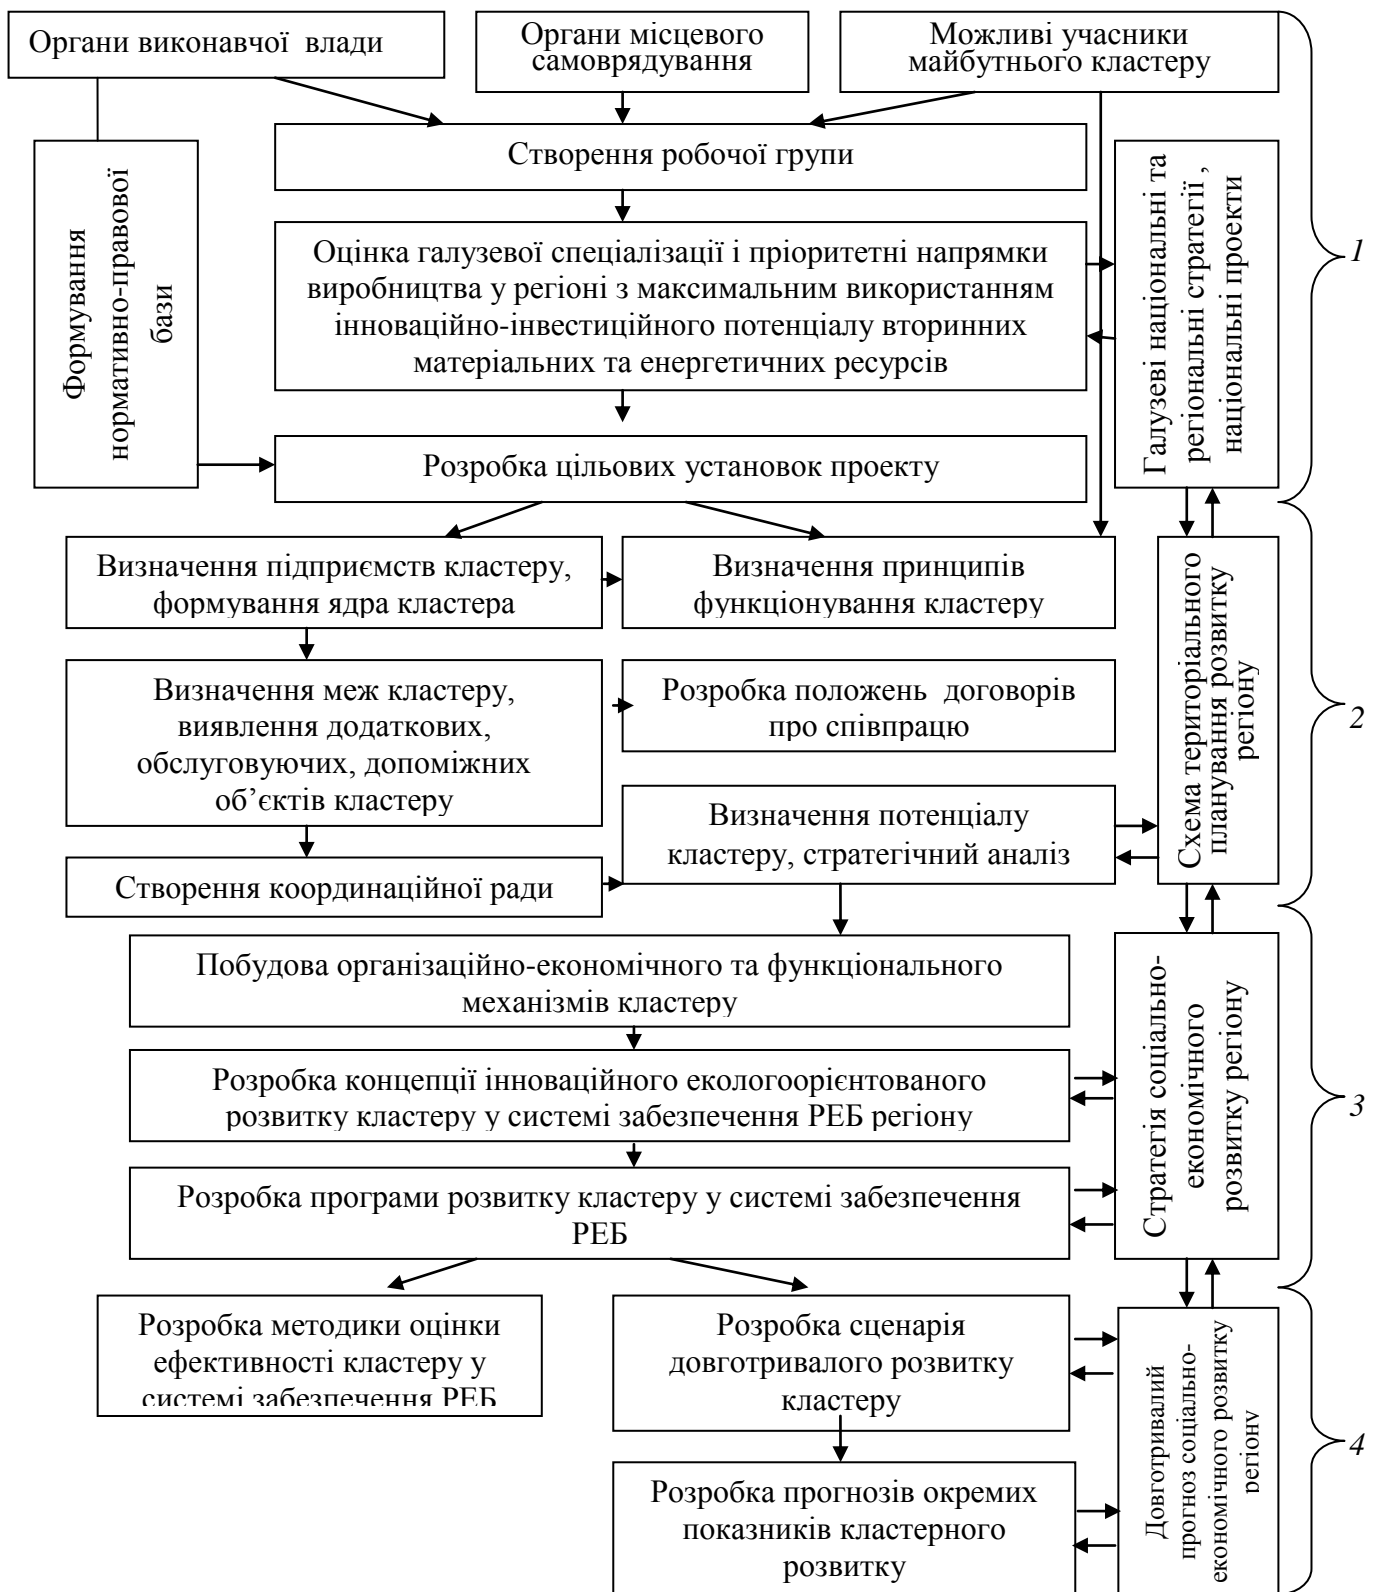 Органи виконавчої влади
Органи місцевого
самоврядування
Можливі учасники
майбутнього кластеру
Створення робочої групи
Формування
нормативно-правової
бази
Оцінка галузевої спеціалізації і пріоритетні напрямки
виробництва у регіоні з максимальним використанням
інноваційно-інвестиційного потенціалу вторинних
матеріальних та енергетичних ресурсів
Галузеві національні та
регіональні стратегії ,
національні проекти
1
Розробка цільових установок проекту
Визначення підприємств кластеру,
формування ядра кластера
Визначення принципів
функціонування кластеру
Визначення меж кластеру,
виявлення додаткових,
обслуговуючих, допоміжних
об’єктів кластеру
Розробка положень договорів
про співпрацю
Схема територіального
планування розвитку
регіону
2
Визначення потенціалу
кластеру, стратегічний аналіз
Створення координаційної ради
Побудова організаційно-економічного та функціонального
механізмів кластеру
Розробка концепції інноваційного екологоорієнтованого
розвитку кластеру у системі забезпечення РЕБ регіону
Стратегія соціально-
економічного
розвитку регіону
3
Розробка програми розвитку кластеру у системі забезпечення
РЕБ
Розробка методики оцінки
ефективності кластеру у
системі забезпечення РЕБ
Розробка сценарія
довготривалого розвитку
кластеру
Довготривалий
прогноз соціально-
економічного розвитку
регіону
4
Розробка прогнозів окремих
показників кластерного
розвитку